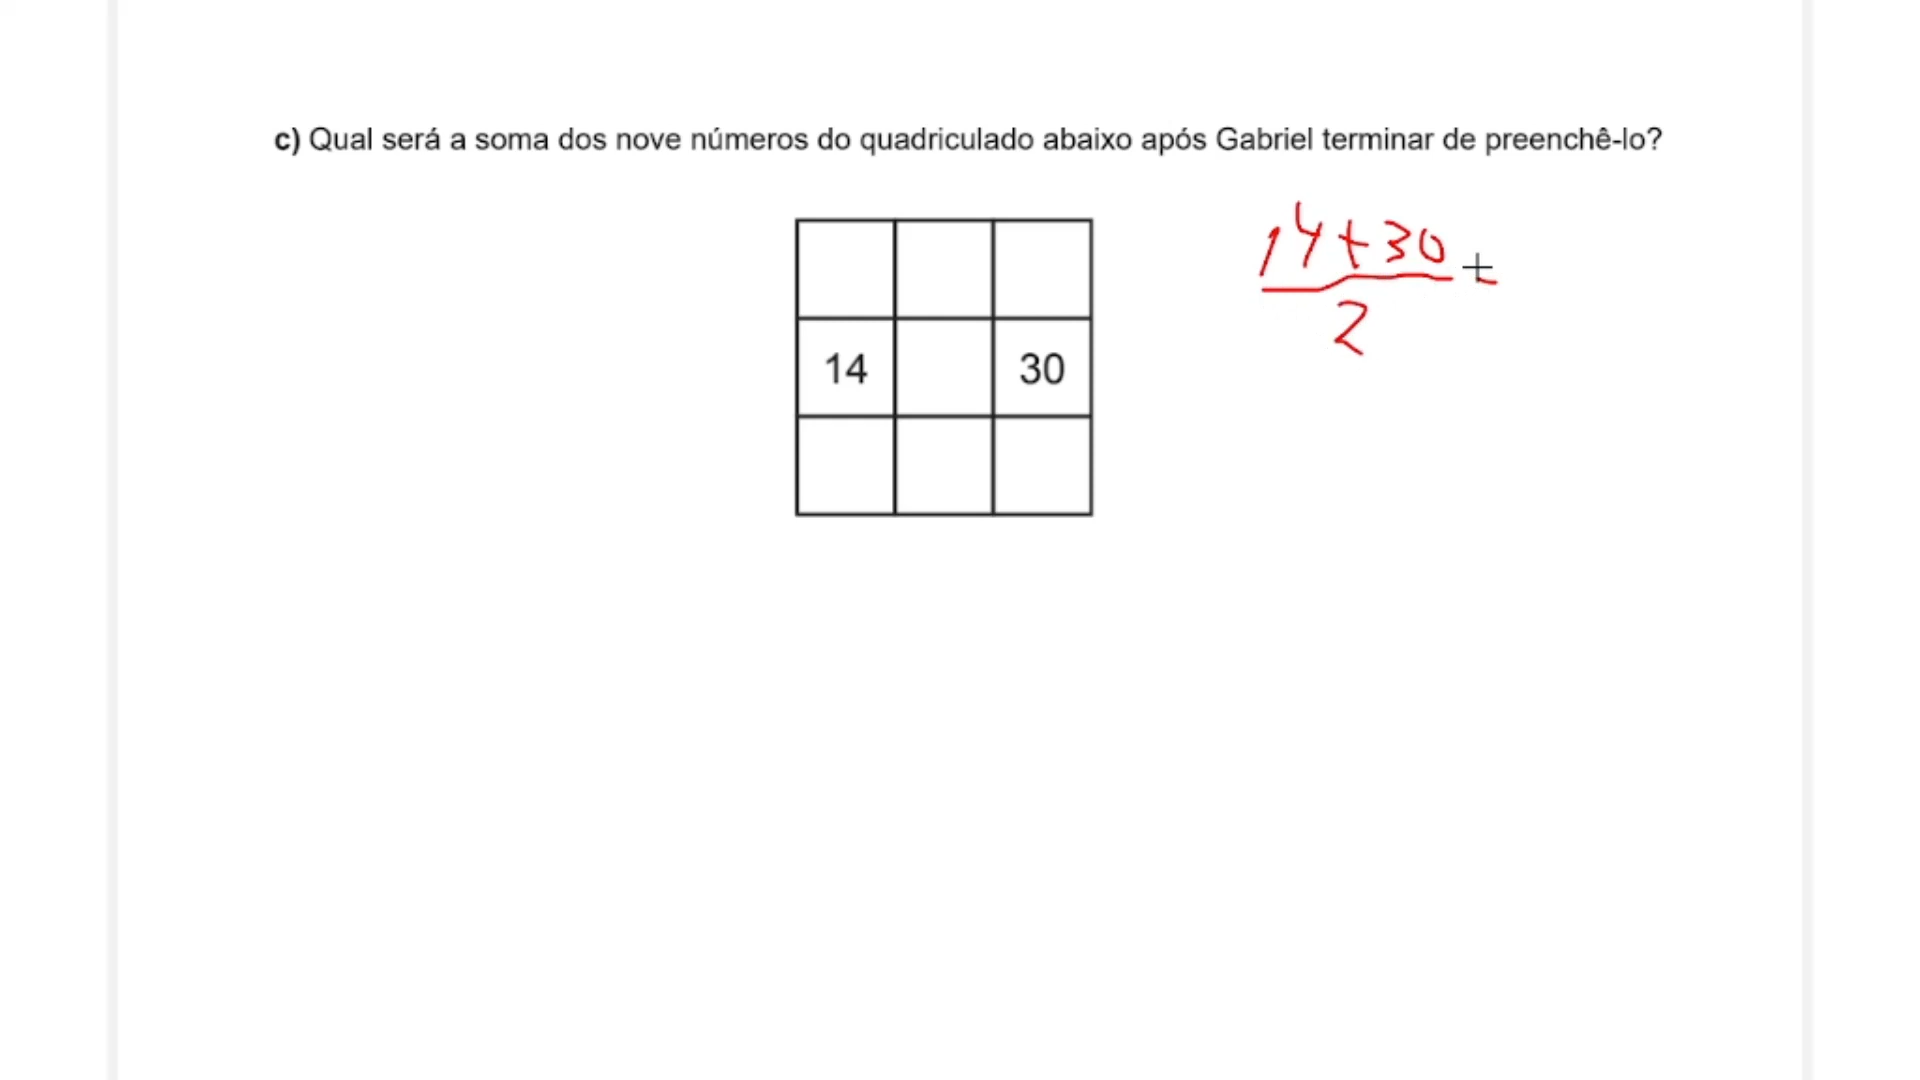 c) Qual será a soma dos nove números do quadriculado abaixo após Gabriel terminar de preenchê-lo?
14+30
2
14 30